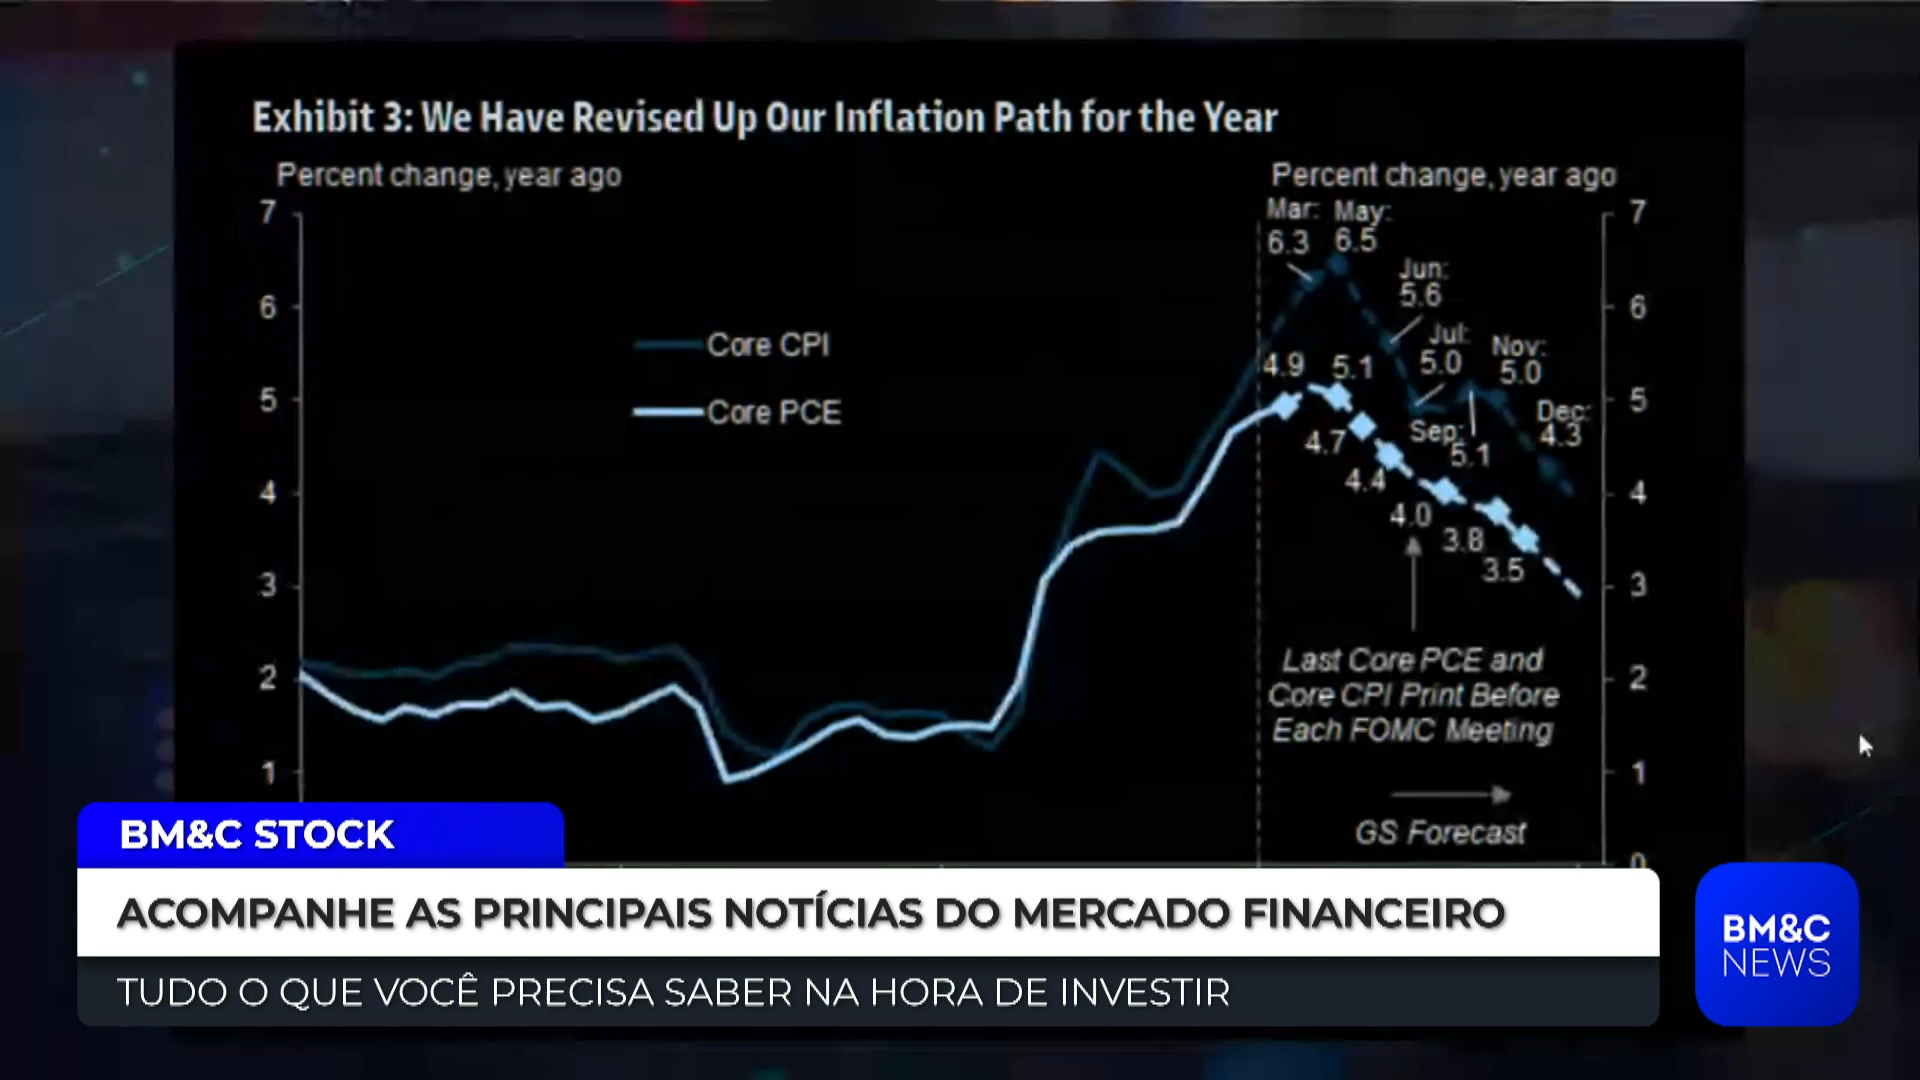 Exhibit 3: We Have Revised Up Our Inflation Path for the Year
Percent change, year ago
Percent change, year ago
7
6
5
4
3
2
1
Core CPI
Core PCE
Mar:
6.3
May:
6.5
Jun:
5.6
Jul:
5.0
Nov:
5.0
Sep:
5.1
Dec:
4.3
4.9
5.1
4.7
4.4
4.0
3.8
3.5
Last Core PCE and
Core CPI Print Before
Each FOMC Meeting
GS Forecast
7
6
5
4
3
2
1
0
BM&C STOCK
ACOMPANHE AS PRINCIPAIS NOTÍCIAS DO MERCADO FINANCEIRO
TUDO O QUE VOCÊ PRECISA SABER NA HORA DE INVESTIR
BM&C
NEWS